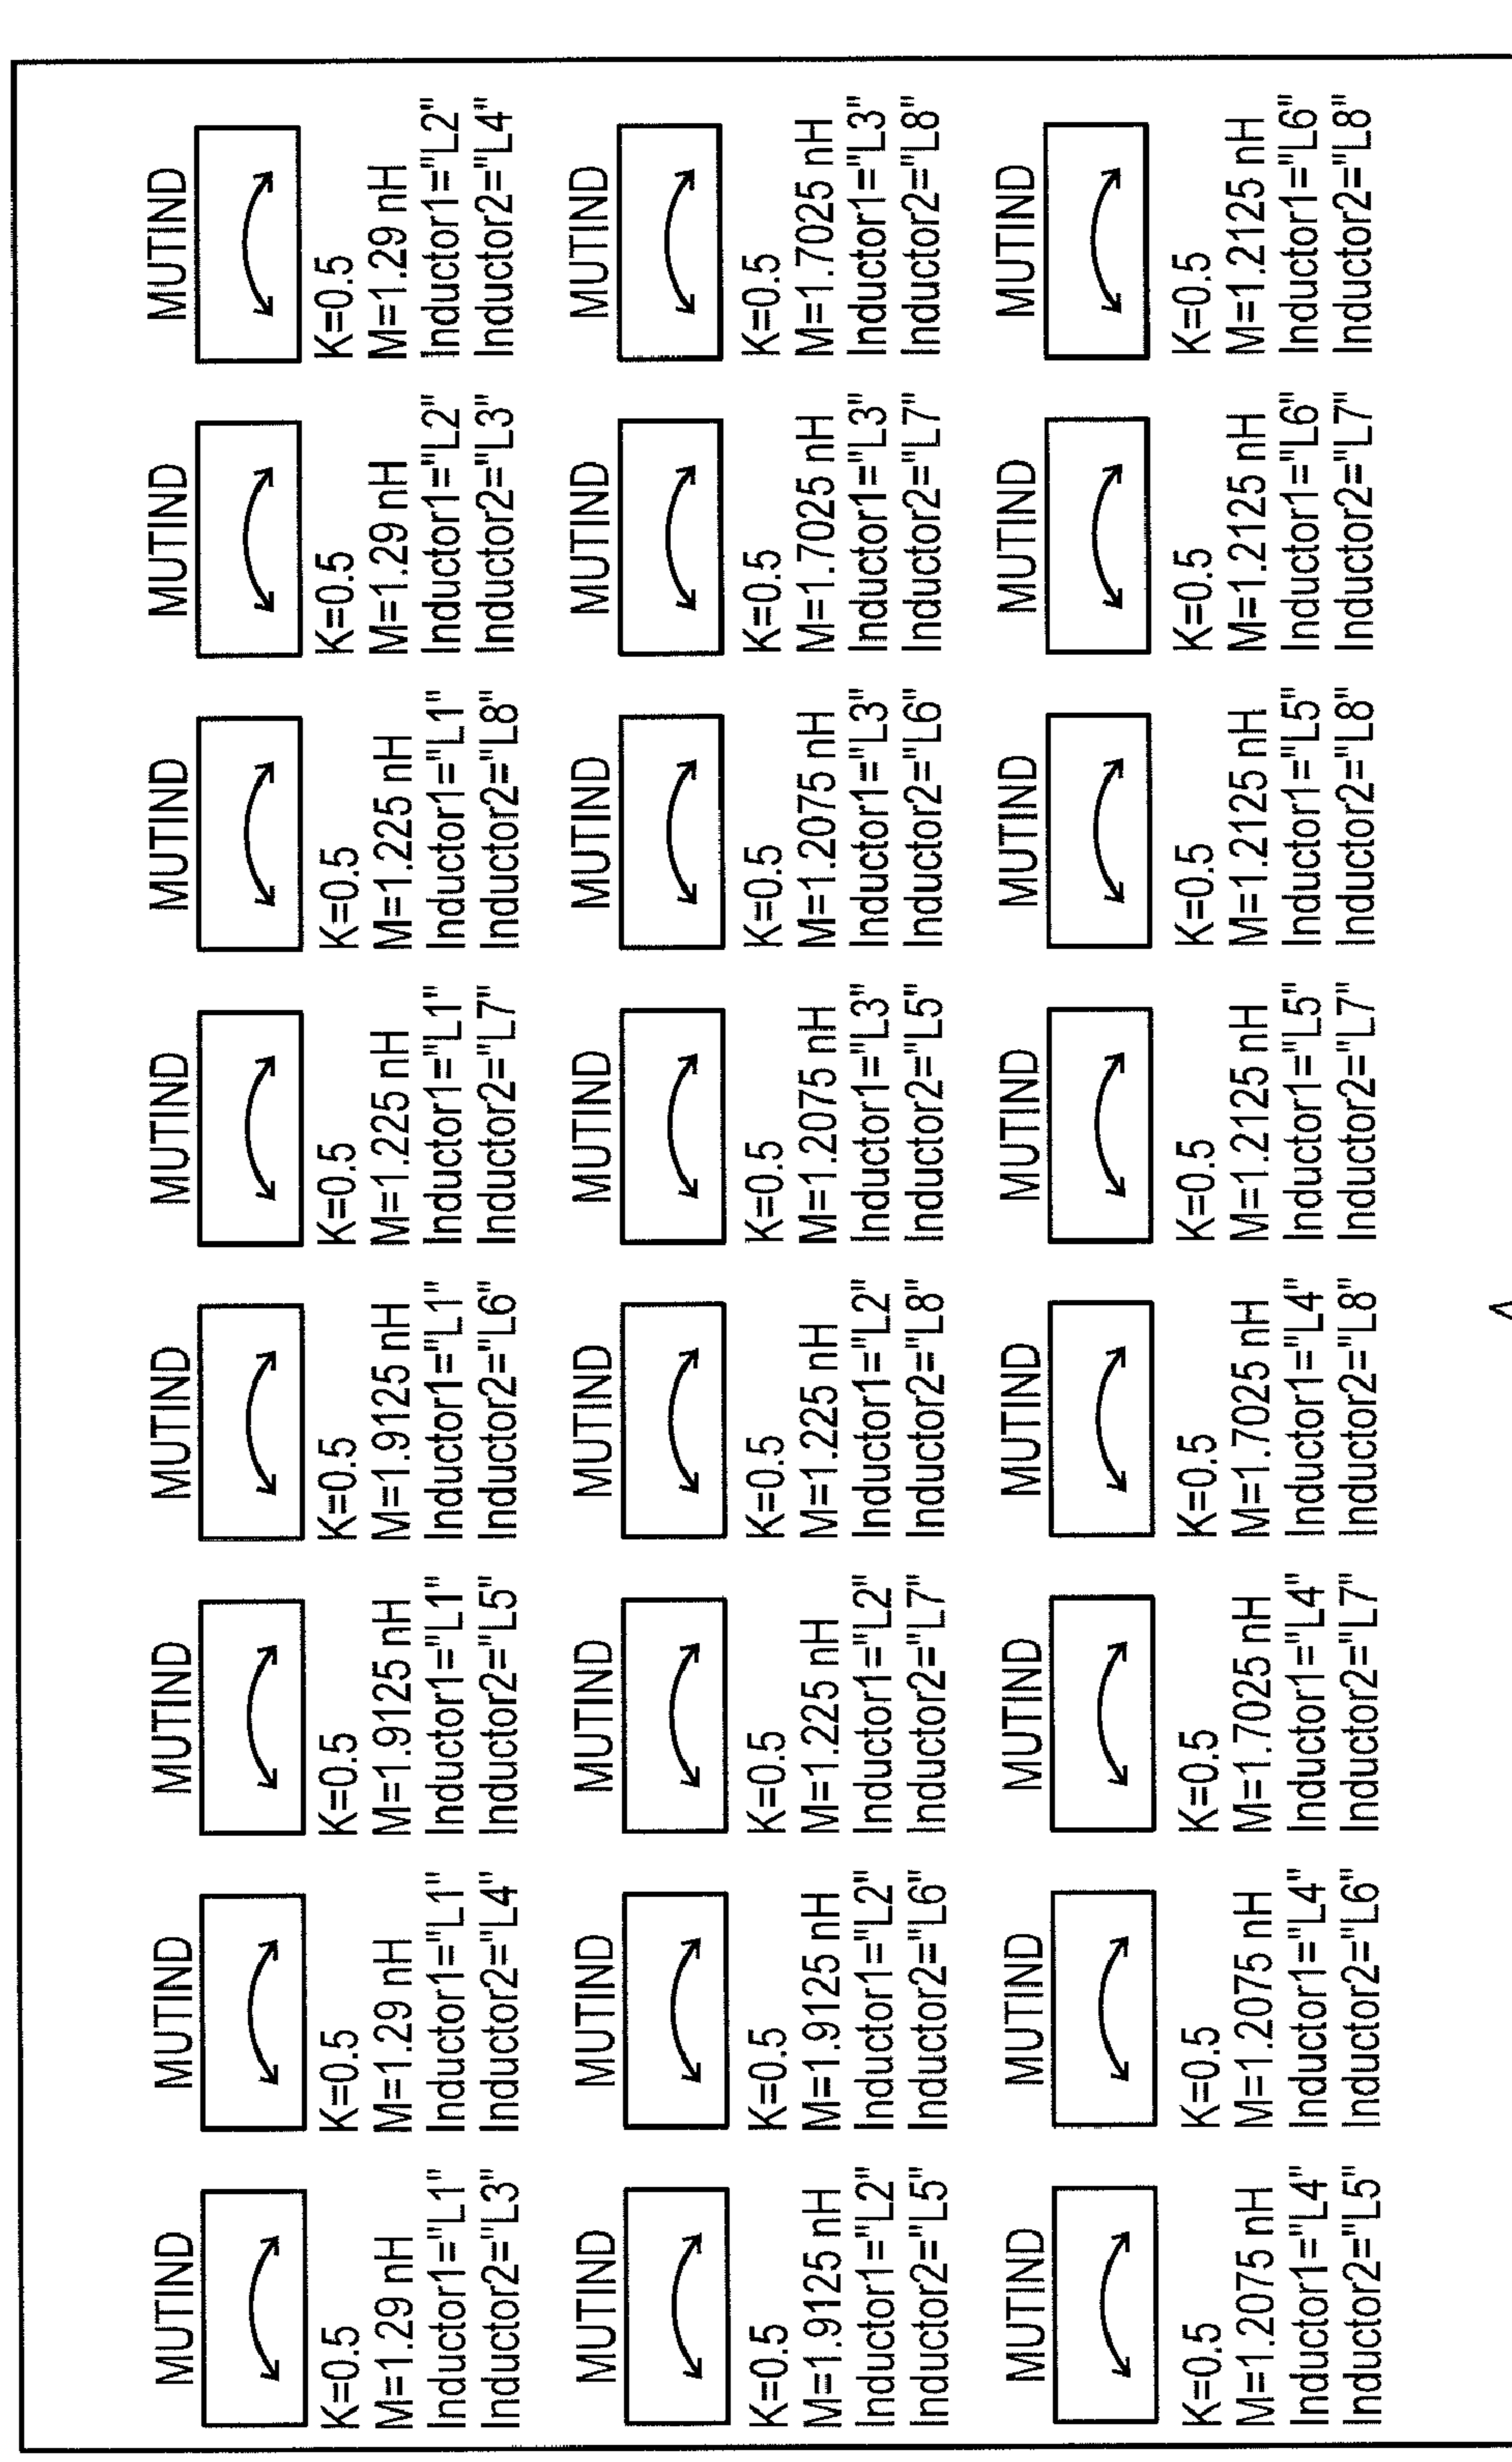 MUTIND
K=0.5
M=1.29 nH
Inductor1="L1"
Inductor2="L3"
MUTIND
K=0.5
M=1.29 nH
Inductor1="L1"
Inductor2="L4"
MUTIND
K=0.5
M=1.9125 nH
Inductor1="L1"
Inductor2="L5"
MUTIND
K=0.5
M=1.9125 nH
Inductor1="L1"
Inductor2="L6"
MUTIND
K=0.5
M=1.225 nH
Inductor1="L1"
Inductor2="L7"
MUTIND
K=0.5
M=1.225 nH
Inductor1="L1"
Inductor2="L8"
MUTIND
K=0.5
M=1.29 nH
Inductor1="L2"
Inductor2="L3"
MUTIND
K=0.5
M=1.29 nH
Inductor1="L2"
Inductor2="L4"
MUTIND
K=0.5
M=1.9125 nH
Inductor1="L2"
Inductor2="L5"
MUTIND
K=0.5
M=1.9125 nH
Inductor1="L2"
Inductor2="L6"
MUTIND
K=0.5
M=1.225 nH
Inductor1="L2"
Inductor2="L7"
MUTIND
K=0.5
M=1.225 nH
Inductor1="L2"
Inductor2="L8"
MUTIND
K=0.5
M=1.2075 nH
Inductor1="L3"
Inductor2="L5"
MUTIND
K=0.5
M=1.2075 nH
Inductor1="L3"
Inductor2="L6"
MUTIND
K=0.5
M=1.7025 nH
Inductor1="L3"
Inductor2="L7"
MUTIND
K=0.5
M=1.7025 nH
Inductor1="L3"
Inductor2="L8"
MUTIND
K=0.5
M=1.2075 nH
Inductor1="L4"
Inductor2="L5"
MUTIND
K=0.5
M=1.2075 nH
Inductor1="L4"
Inductor2="L6"
MUTIND
K=0.5
M=1.7025 nH
Inductor1="L4"
Inductor2="L7"
MUTIND
K=0.5
M=1.7025 nH
Inductor1="L4"
Inductor2="L8"
MUTIND
K=0.5
M=1.2125 nH
Inductor1="L5"
Inductor2="L7"
MUTIND
K=0.5
M=1.2125 nH
Inductor1="L5"
Inductor2="L8"
MUTIND
K=0.5
M=1.2125 nH
Inductor1="L6"
Inductor2="L7"
MUTIND
K=0.5
M=1.2125 nH
Inductor1="L6"
Inductor2="L8"